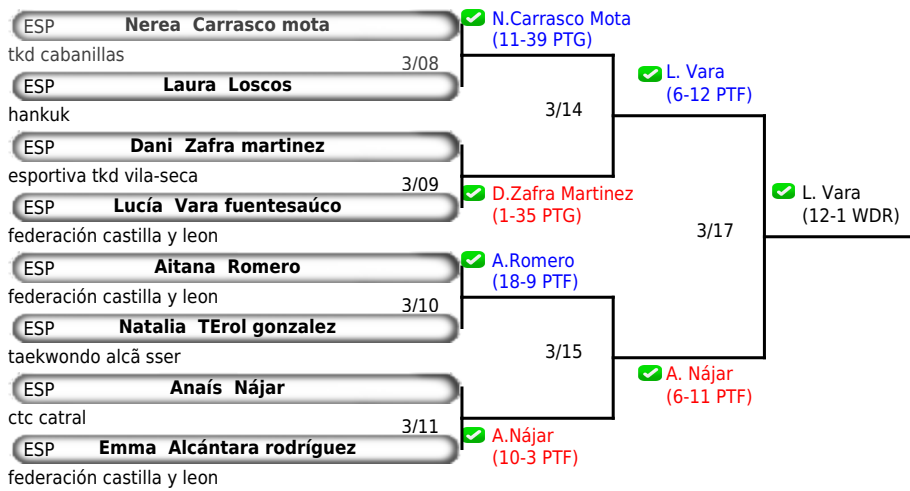 ESP Nerea Carrasco mota
tkd cabanillas
3/08
ESP Laura Loscos
hankuk
ESP Dani Zafra martinez
esportiva tkd vila-seca
3/09
ESP Lucía Vara fuentesaúco
federación castilla y leon
ESP Aitana Romero
federación castilla y leon
3/10
ESP Natalia TErol gonzalez
taekwondo alcã sser
ESP Anaís Nájar
ctc catral
3/11
ESP Emma Alcántara rodríguez
federación castilla y leon
N.Carrasco Mota
(11-39 PTG)
3/14
D.Zafra Martinez
(1-35 PTG)
A.Romero
(18-9 PTF)
3/15
A.Nájar
(10-3 PTF)
L. Vara
(6-12 PTF)
3/17
A. Nájar
(6-11 PTF)
L. Vara
(12-1 WDR)